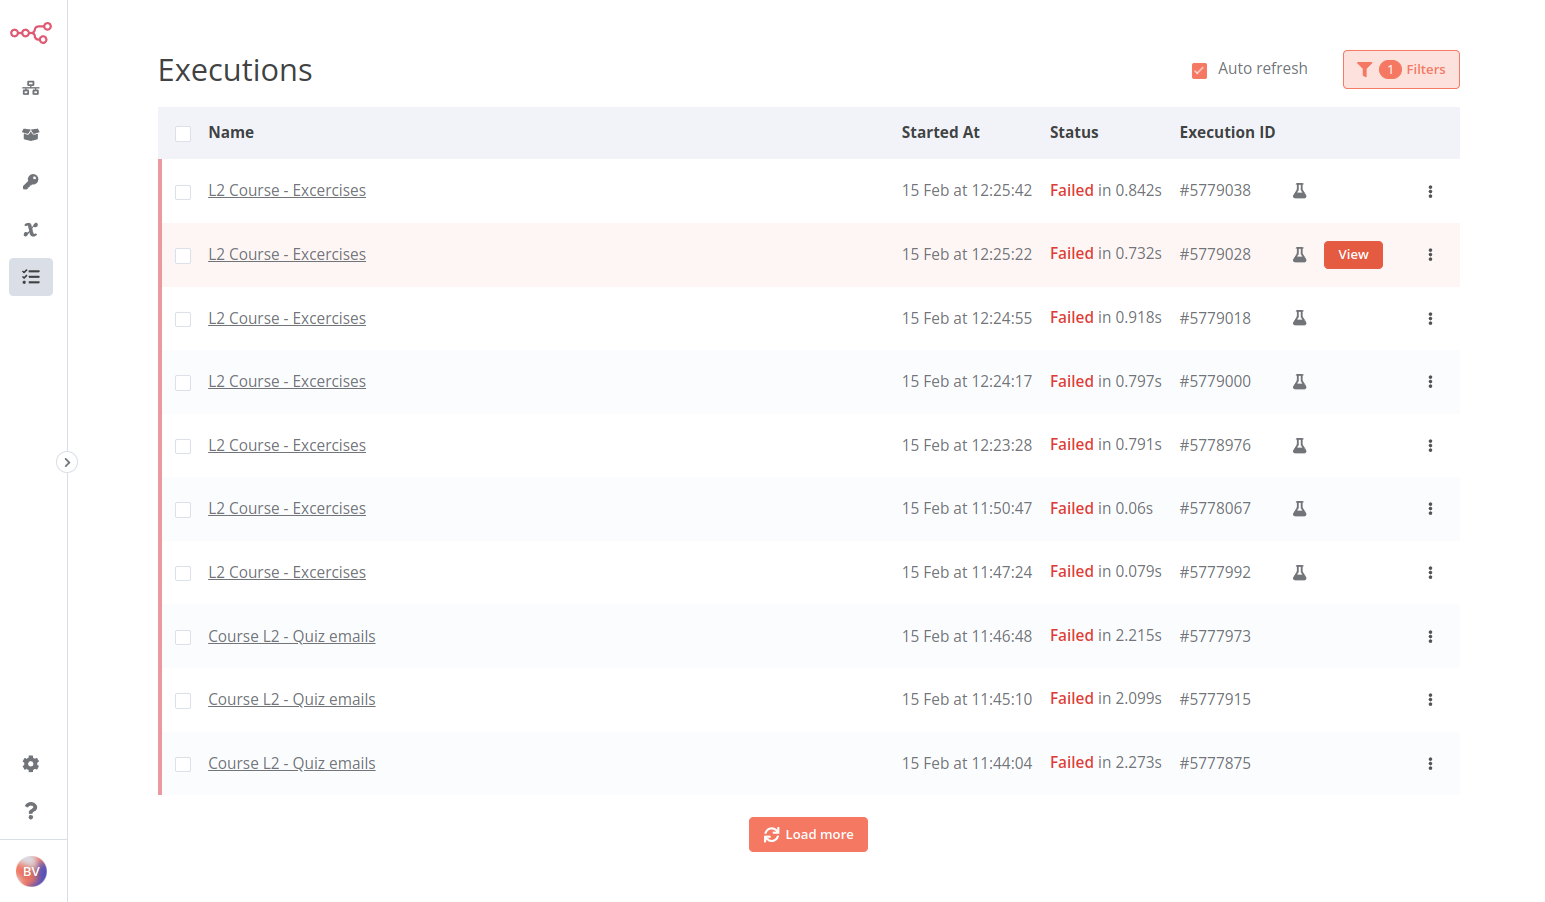 Executions
Auto refresh
1 Filters
Name Started At Status Execution ID
L2 Course - Excercises 15 Feb at 12:25:42 Failed in 0.842s #5779038
L2 Course - Excercises 15 Feb at 12:25:22 Failed in 0.732s #5779028 View
L2 Course - Excercises 15 Feb at 12:24:55 Failed in 0.918s #5779018
L2 Course - Excercises 15 Feb at 12:24:17 Failed in 0.797s #5779000
L2 Course - Excercises 15 Feb at 12:23:28 Failed in 0.791s #5778976
L2 Course - Excercises 15 Feb at 11:50:47 Failed in 0.06s #5778067
L2 Course - Excercises 15 Feb at 11:47:24 Failed in 0.079s #5777992
Course L2 - Quiz emails 15 Feb at 11:46:48 Failed in 2.215s #5777973
Course L2 - Quiz emails 15 Feb at 11:45:10 Failed in 2.099s #5777915
Course L2 - Quiz emails 15 Feb at 11:44:04 Failed in 2.273s #5777875
Load more
BV